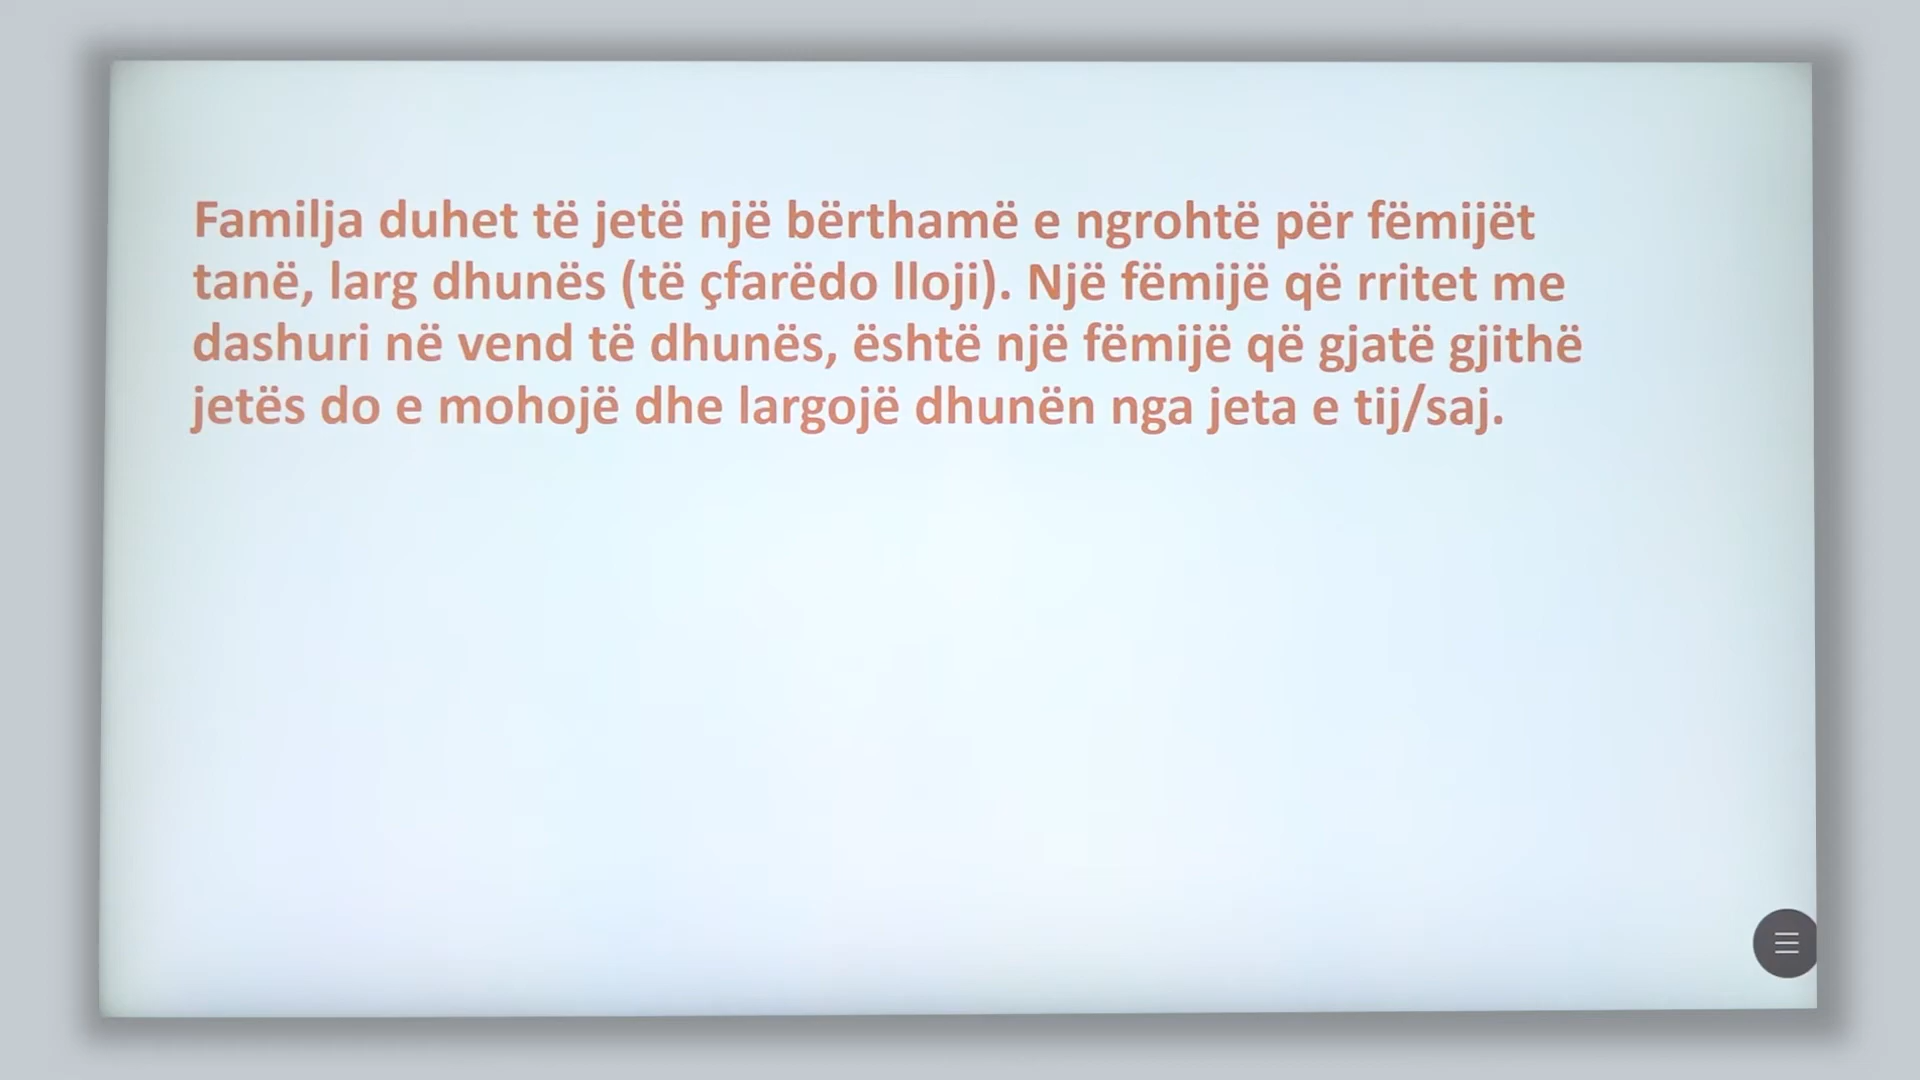 Familja duhet të jetë një bërthamë e ngrohtë për fëmijët
tanë, larg dhunës (të çfarëdo lloji). Një fëmijë që rritet me
dashuri në vend të dhunës, është një fëmijë që gjatë gjithë
jetës do e mohojë dhe largojë dhunën nga jeta e tij/saj.